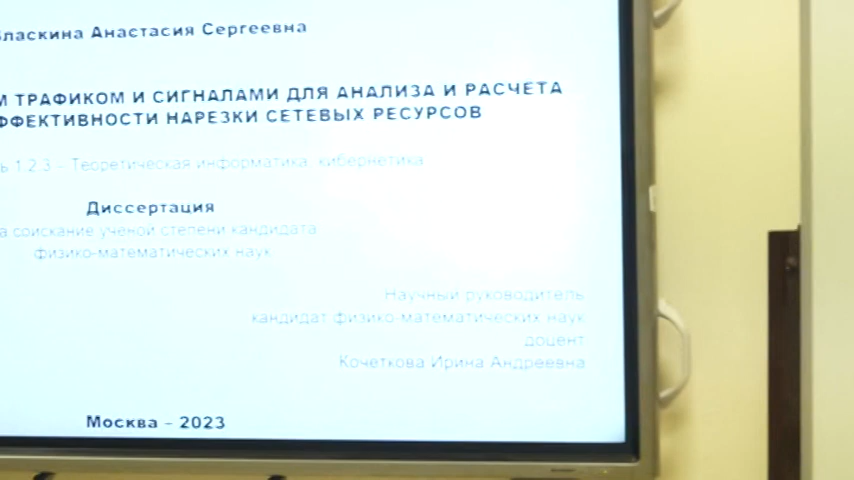 Власкина Анастасия Сергеевна
М ТРАФИКОМ И СИГНАЛАМИ ДЛЯ АНАЛИЗА И РАСЧЕТА
ФФЕКТИВНОСТИ НАРЕЗКИ СЕТЕВЫХ РЕСУРСОВ
ь 1.2.3 – Теоретическая информатика, кибернетика
Диссертация
а соискание ученой степени кандидата
физико-математических наук
Научный руководитель
кандидат физико-математических наук
доцент
Кочеткова Ирина Андреевна
Москва – 2023